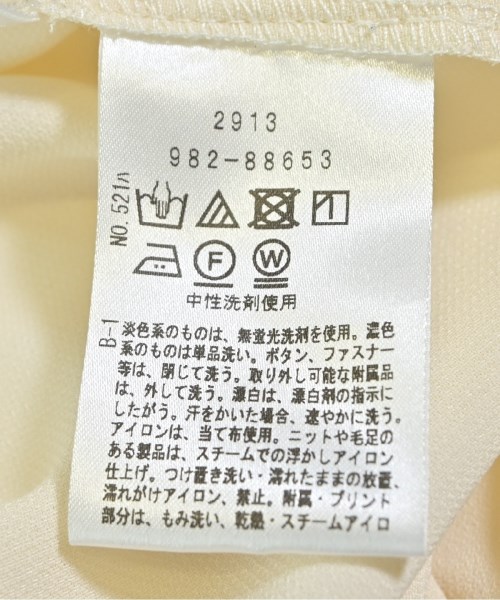 2913
982-88653
NO. 521ハ
F W
中性洗剤使用
B-1
淡色系のものは、無蛍光洗剤を使用。濃色
系のものは単品洗い。ボタン、ファスナー
等は、閉じて洗う。取り外し可能な附属品
は、外して洗う。漂白は、漂白剤の指示に
したがう。汗をかいた場合、速やかに洗う。
アイロンは、当て布使用。ニットや毛足の
ある製品は、スチームでの浮かしアイロン
仕上げ。つけ置き洗い・濡れたままの放置、
濡れがけアイロン、禁止。附属・プリント
部分は、もみ洗い、乾熱・スチームアイロ